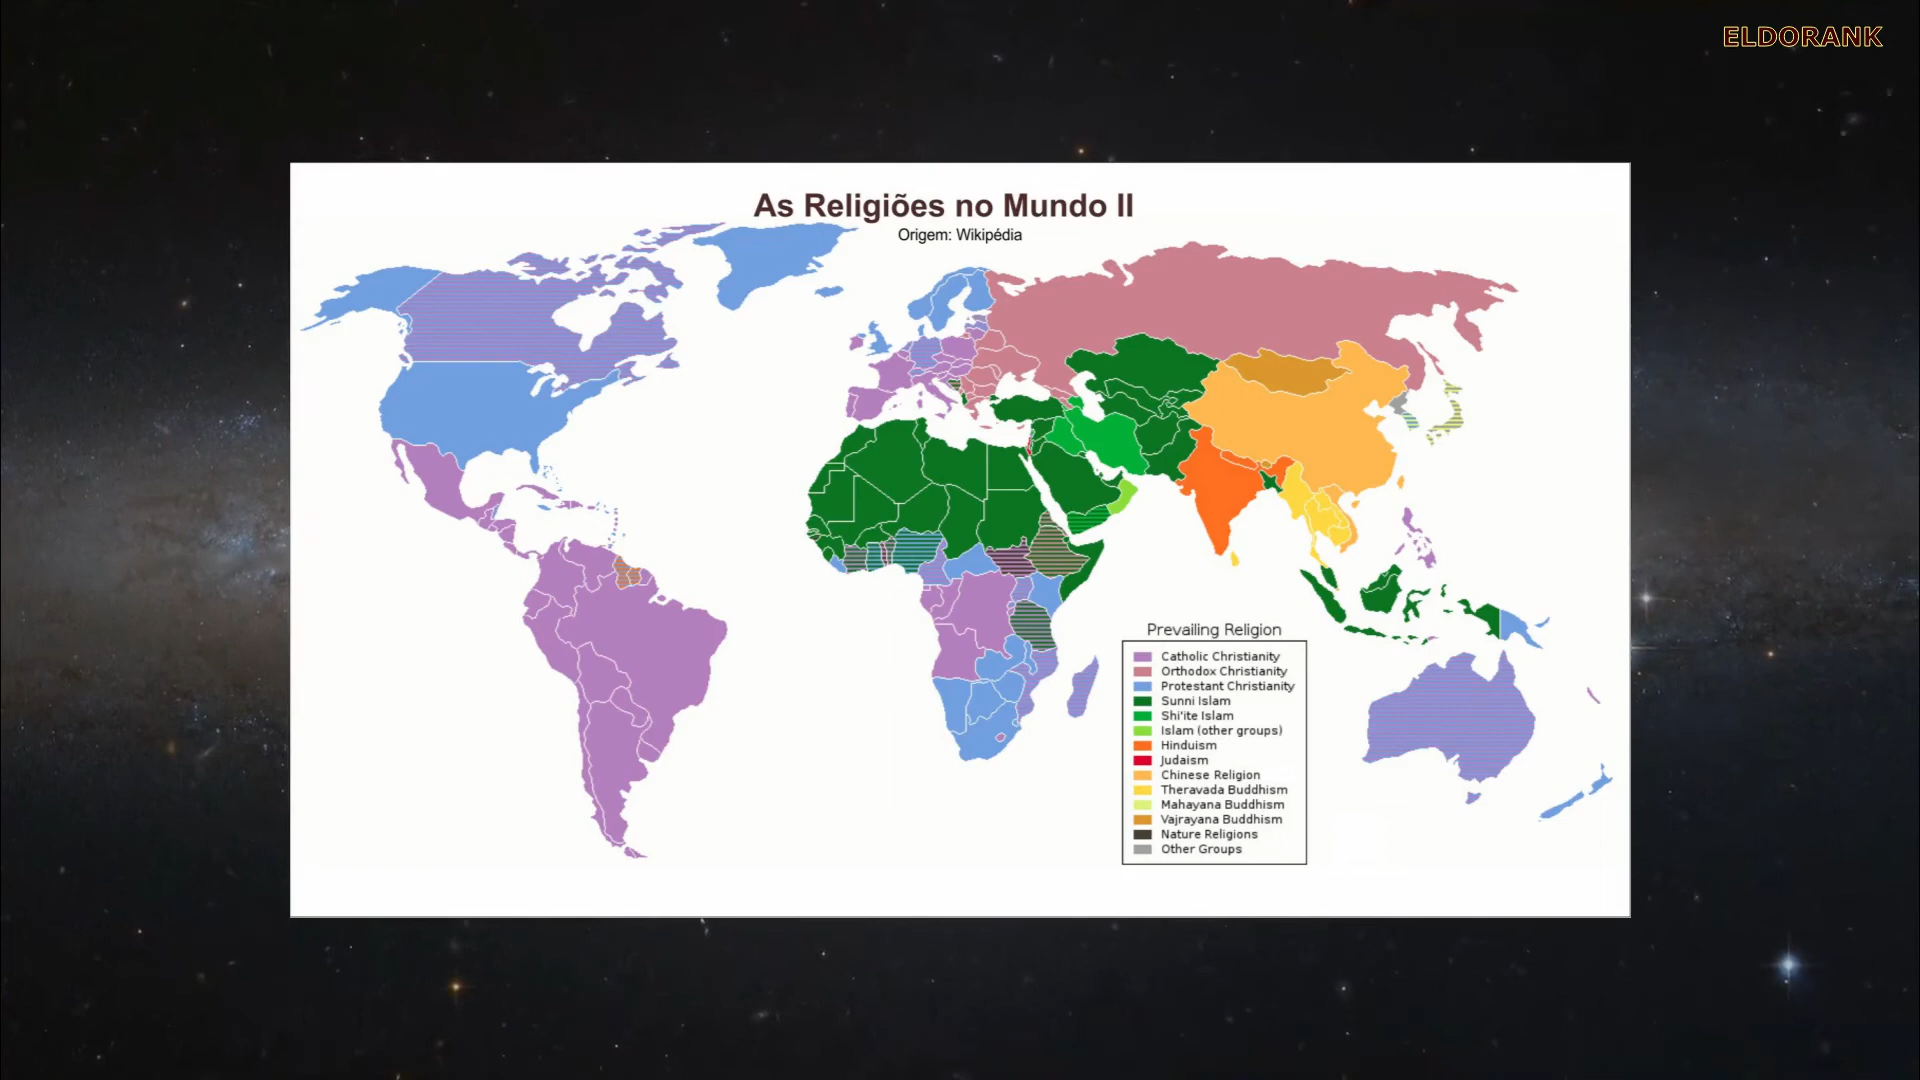 ELDORANK
As Religiões no Mundo II
Origem: Wikipédia
Prevailing Religion
Catholic Christianity
Orthodox Christianity
Protestant Christianity
Sunni Islam
Shi'ite Islam
Islam (other groups)
Hinduism
Judaism
Chinese Religion
Theravada Buddhism
Mahayana Buddhism
Vajrayana Buddhism
Nature Religions
Other Groups